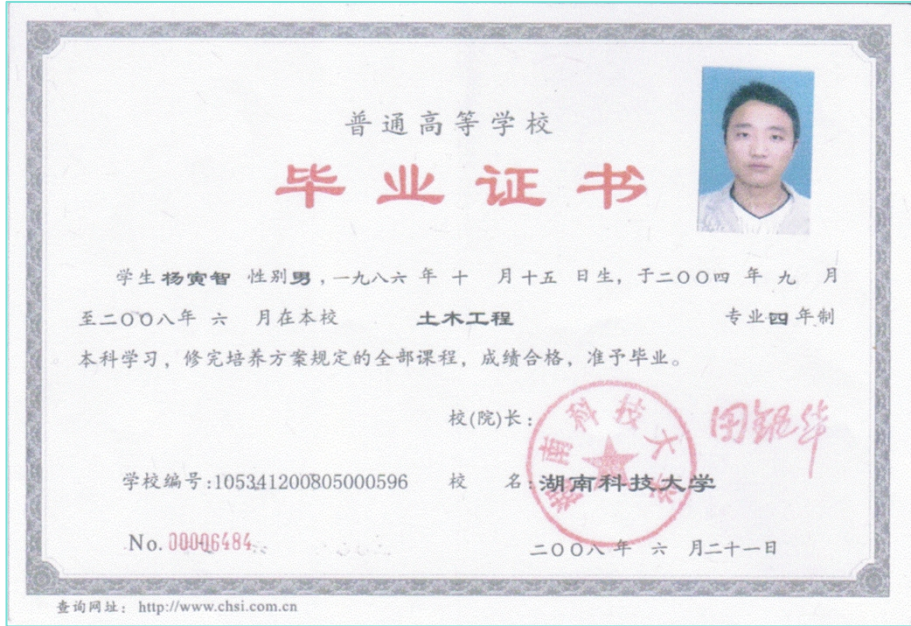 普通高等学校
毕业证书
学生 杨寅智 性别 男 ，一九八六 年 十 月十五 日生，于二〇〇四 年 九 月
至二〇〇八年 六 月在本校 土木工程 专业 四 年制
本科学习，修完培养方案规定的全部课程，成绩合格，准予毕业。
校(院)长：
湖南科技大学
学校编号:105341200805000596 校 名:湖南科技大学
No. 00006484
二〇〇八 年 六 月二十一日
查询网址： http://www.chsi.com.cn